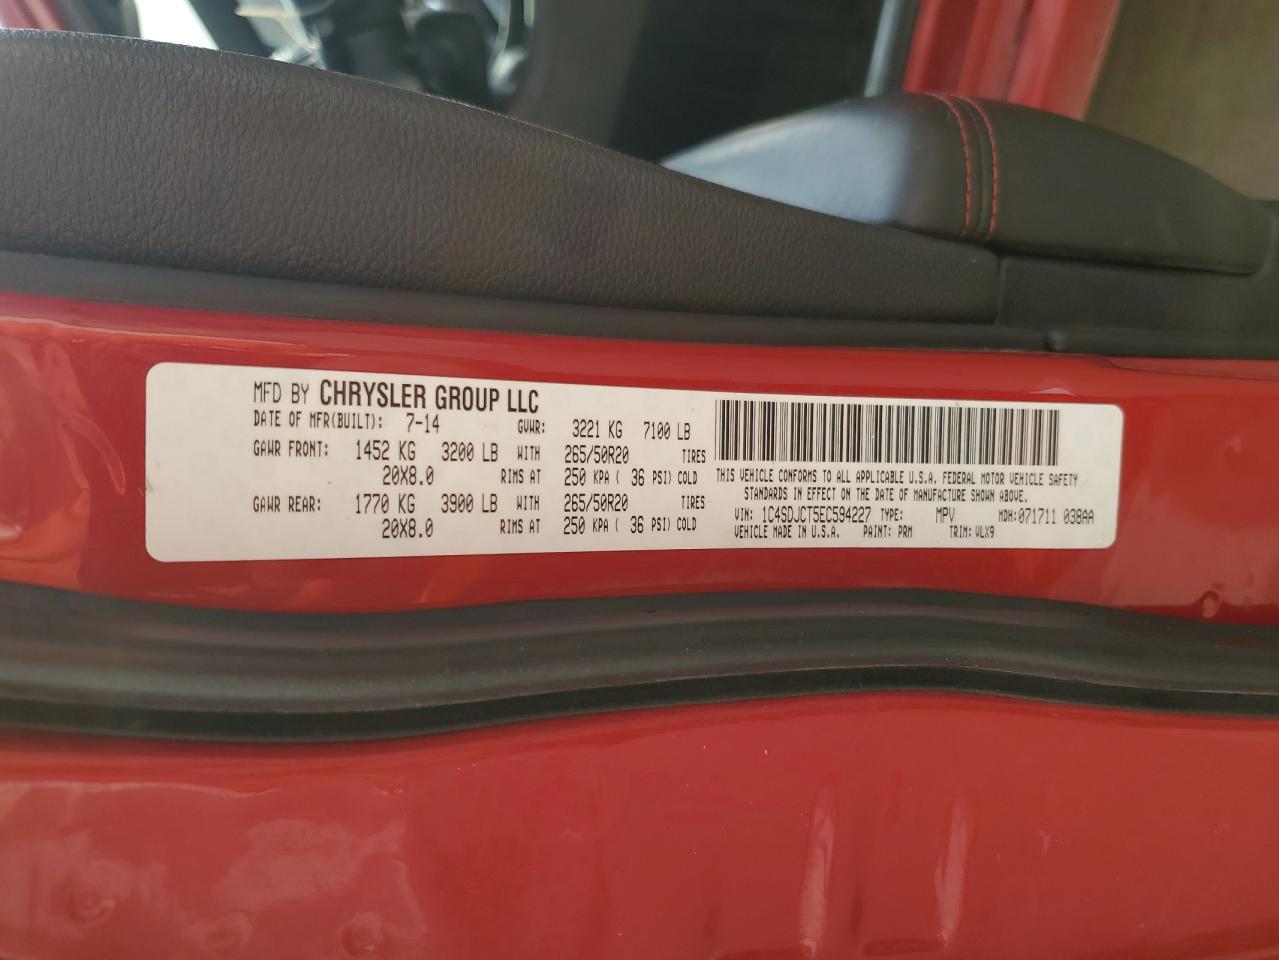 MFD BY CHRYSLER GROUP LLC
DATE OF MFR(BUILT): 7-14 GVWR: 3221 KG 7100 LB
GAWR FRONT: 1452 KG 3200 LB WITH 265/50R20 TIRES
20X8.0 RIMS AT 250 KPA ( 36 PSI) COLD
GAWR REAR: 1770 KG 3900 LB WITH 265/50R20 TIRES
20X8.0 RIMS AT 250 KPA ( 36 PSI) COLD
THIS VEHICLE CONFORMS TO ALL APPLICABLE U.S.A. FEDERAL MOTOR VEHICLE SAFETY
STANDARDS IN EFFECT ON THE DATE OF MANUFACTURE SHOWN ABOVE.
VIN: 1C4SDJCT5EC594227 TYPE: MPV MDH:071711 038AA
VEHICLE MADE IN U.S.A. PAINT: PRM TRIM: VLX9